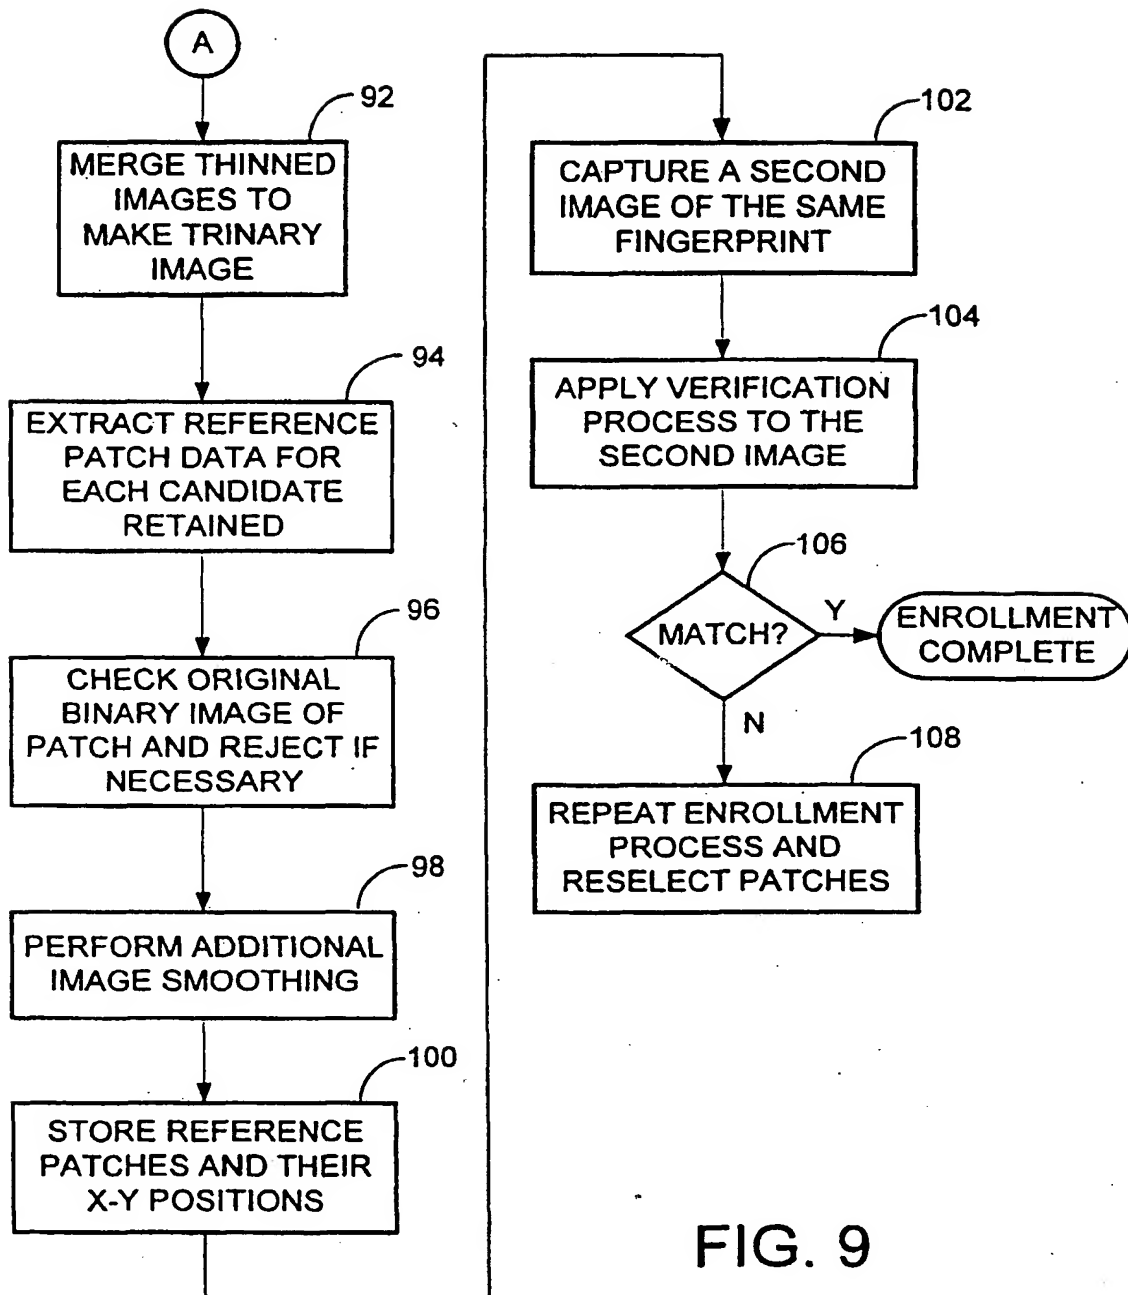 A
92
MERGE THINNED
IMAGES TO
MAKE TRINARY
IMAGE
94
EXTRACT REFERENCE
PATCH DATA FOR
EACH CANDIDATE
RETAINED
96
CHECK ORIGINAL
BINARY IMAGE OF
PATCH AND REJECT IF
NECESSARY
98
PERFORM ADDITIONAL
IMAGE SMOOTHING
100
STORE REFERENCE
PATCHES AND THEIR
X-Y POSITIONS
102
CAPTURE A SECOND
IMAGE OF THE SAME
FINGERPRINT
104
APPLY VERIFICATION
PROCESS TO THE
SECOND IMAGE
106
MATCH?
Y
ENROLLMENT
COMPLETE
N
108
REPEAT ENROLLMENT
PROCESS AND
RESELECT PATCHES
FIG. 9